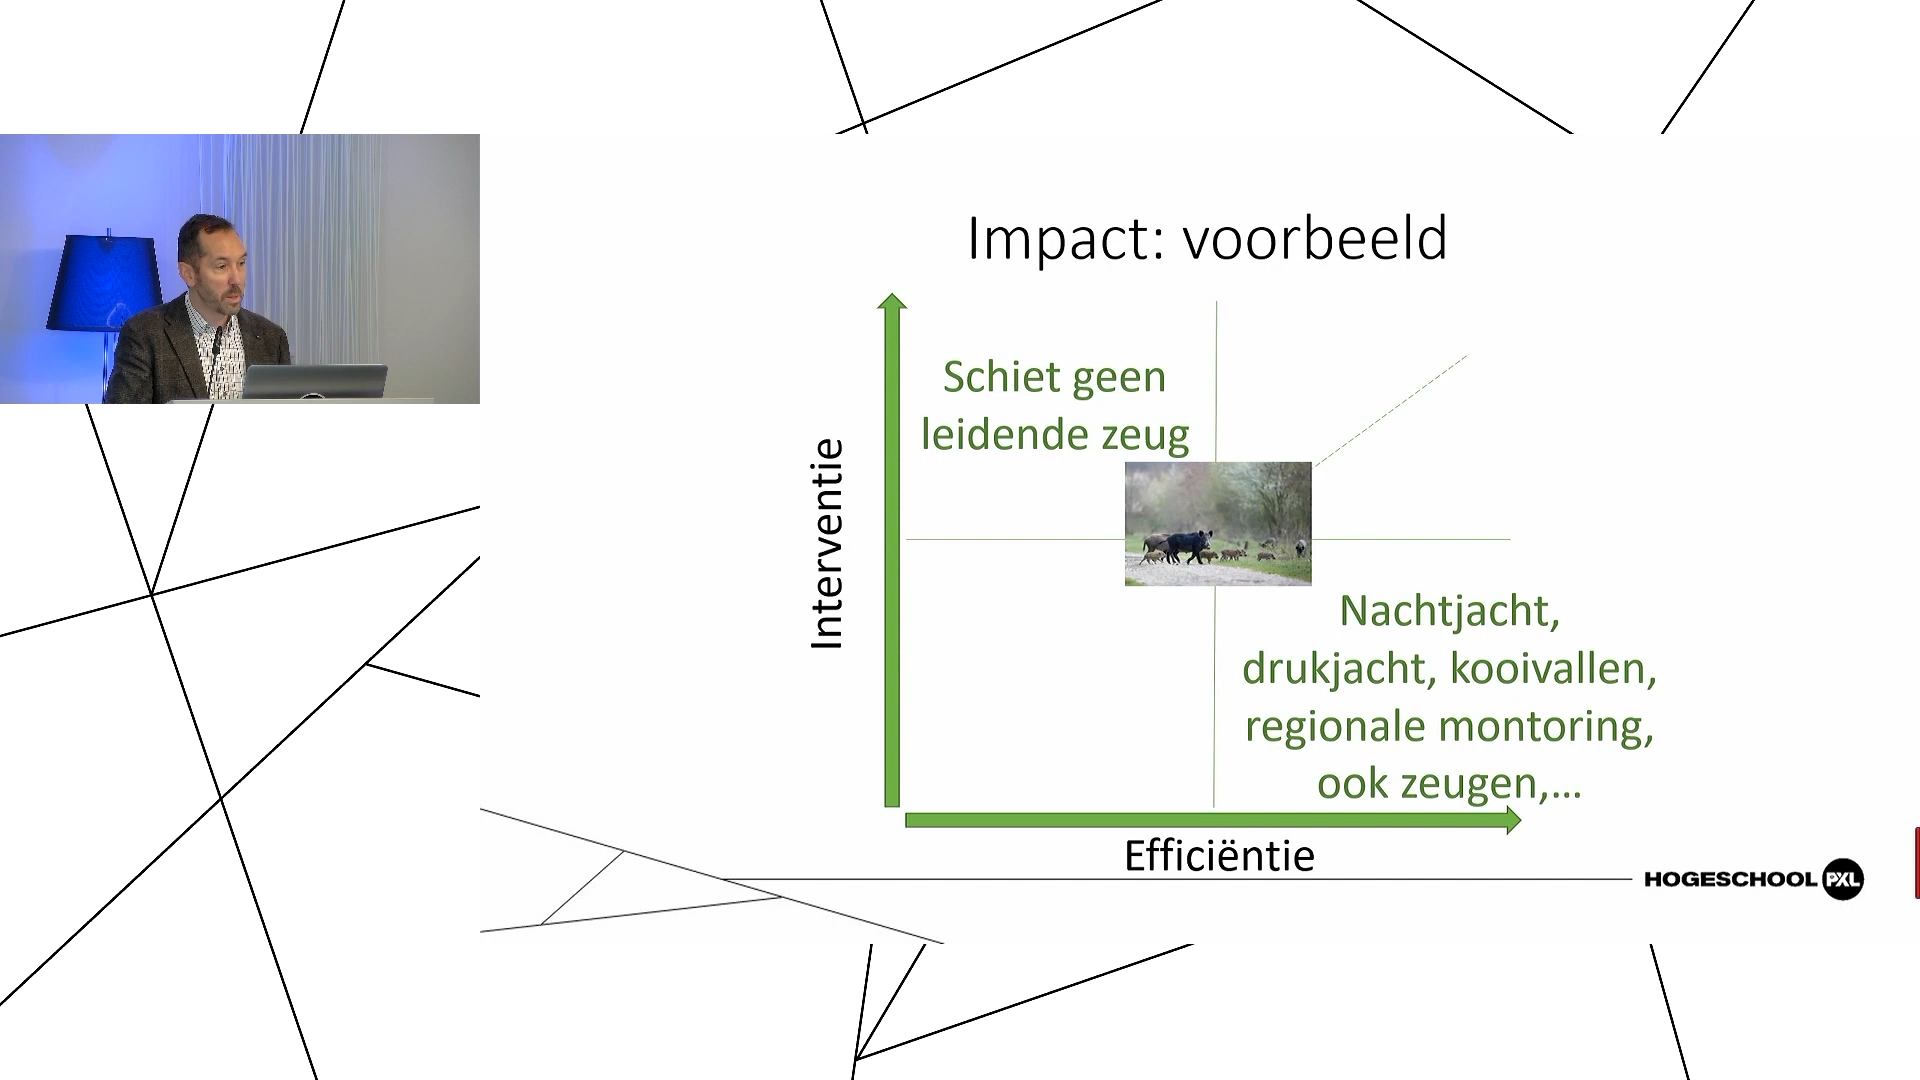 Impact: voorbeeld
Schiet geen
leidende zeug
Interventie
Nachtjacht,
drukjacht, kooivallen,
regionale montoring,
ook zeugen,...
Efficiëntie
HOGESCHOOL PXL